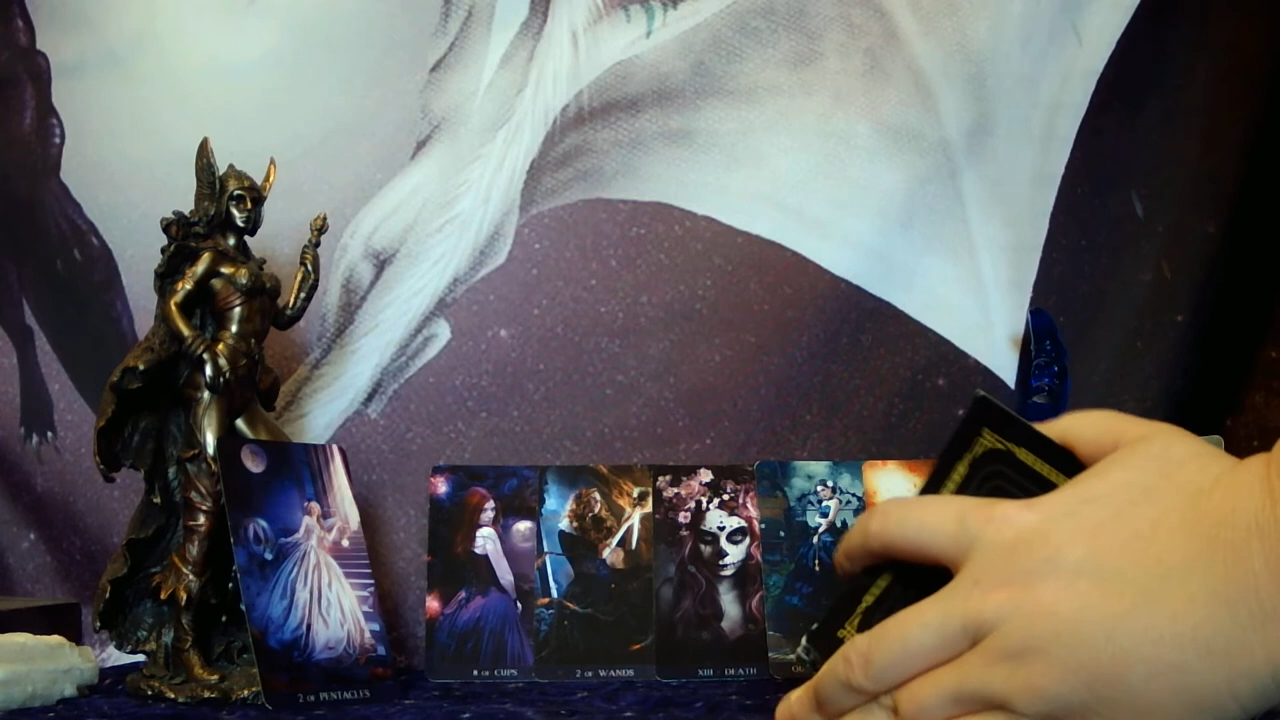 2 OF PENTACLES
8 OF CUPS
2 OF WANDS
XIII / DEATH